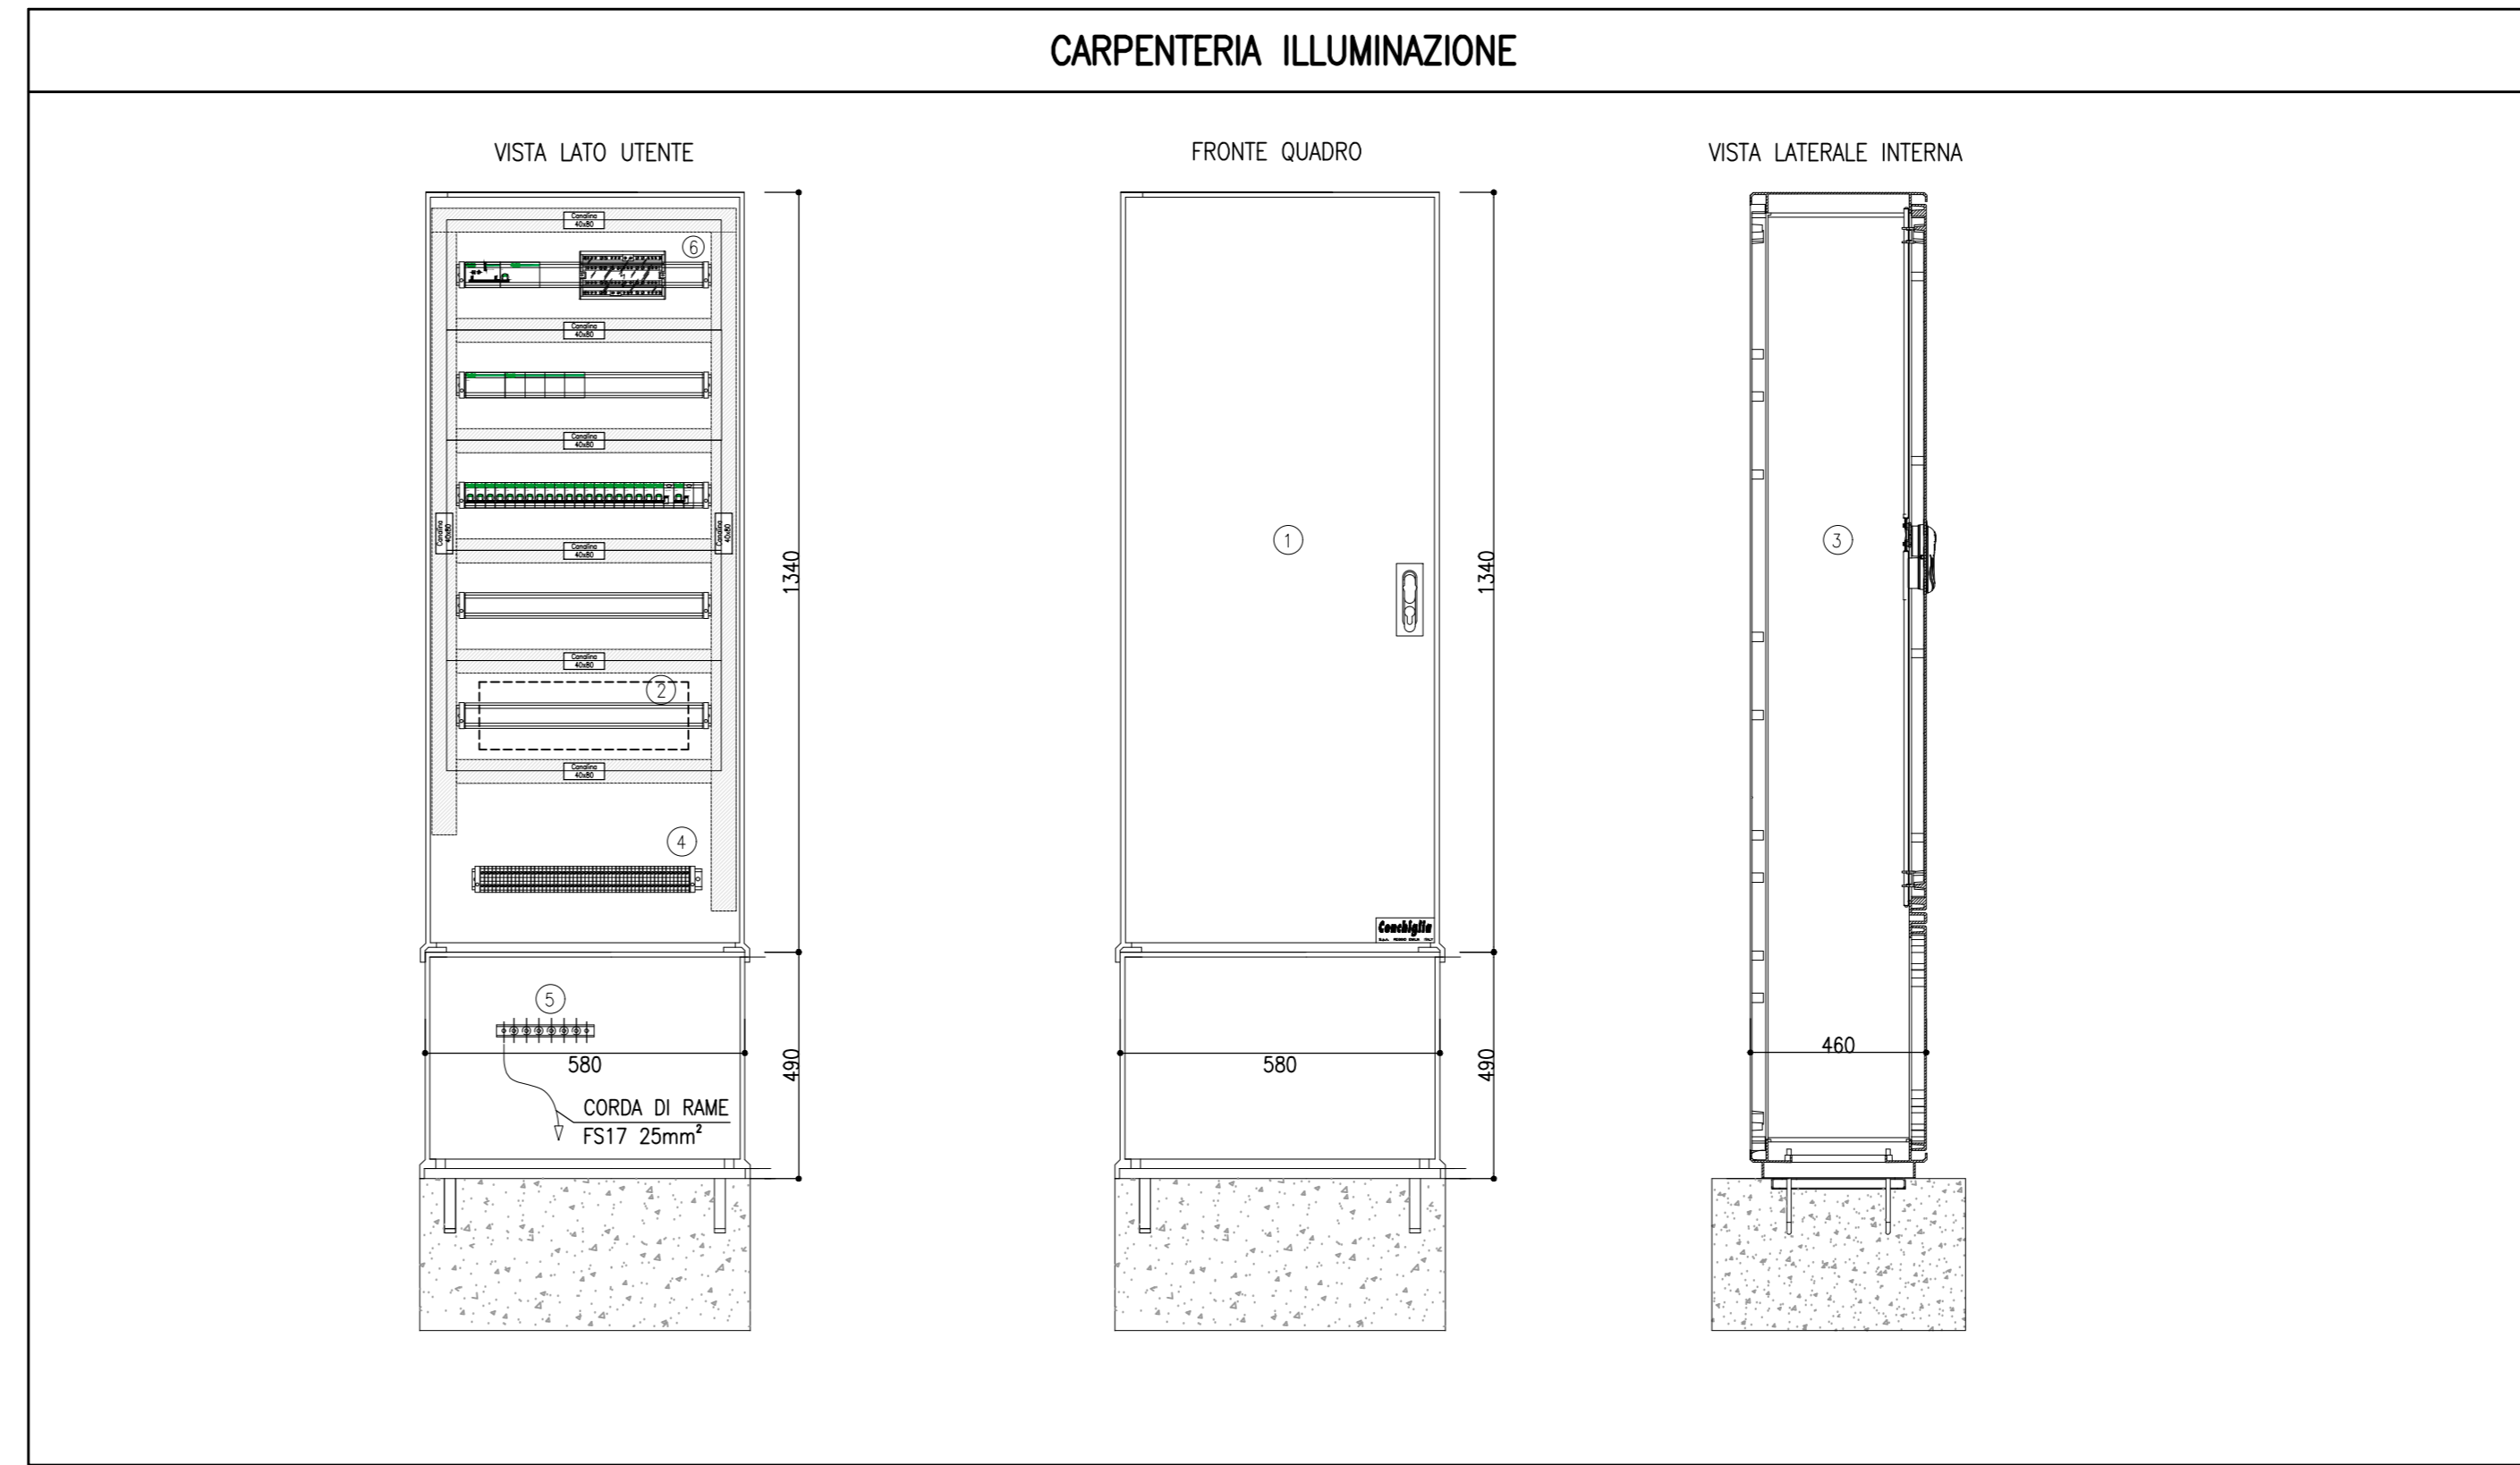 CARPENTERIA ILLUMINAZIONE
VISTA LATO UTENTE
FRONTE QUADRO
VISTA LATERALE INTERNA
Canalina
40x80
6
Canalina
40x80
Canalina
40x80
Canalina
40x80
Canalina
40x80
Canalina
40x80
Canalina
40x80
2
Canalina
40x80
4
1340
5
580
490
CORDA DI RAME
FS17 25mm²
1
1340
Conchiglia
580
490
3
460